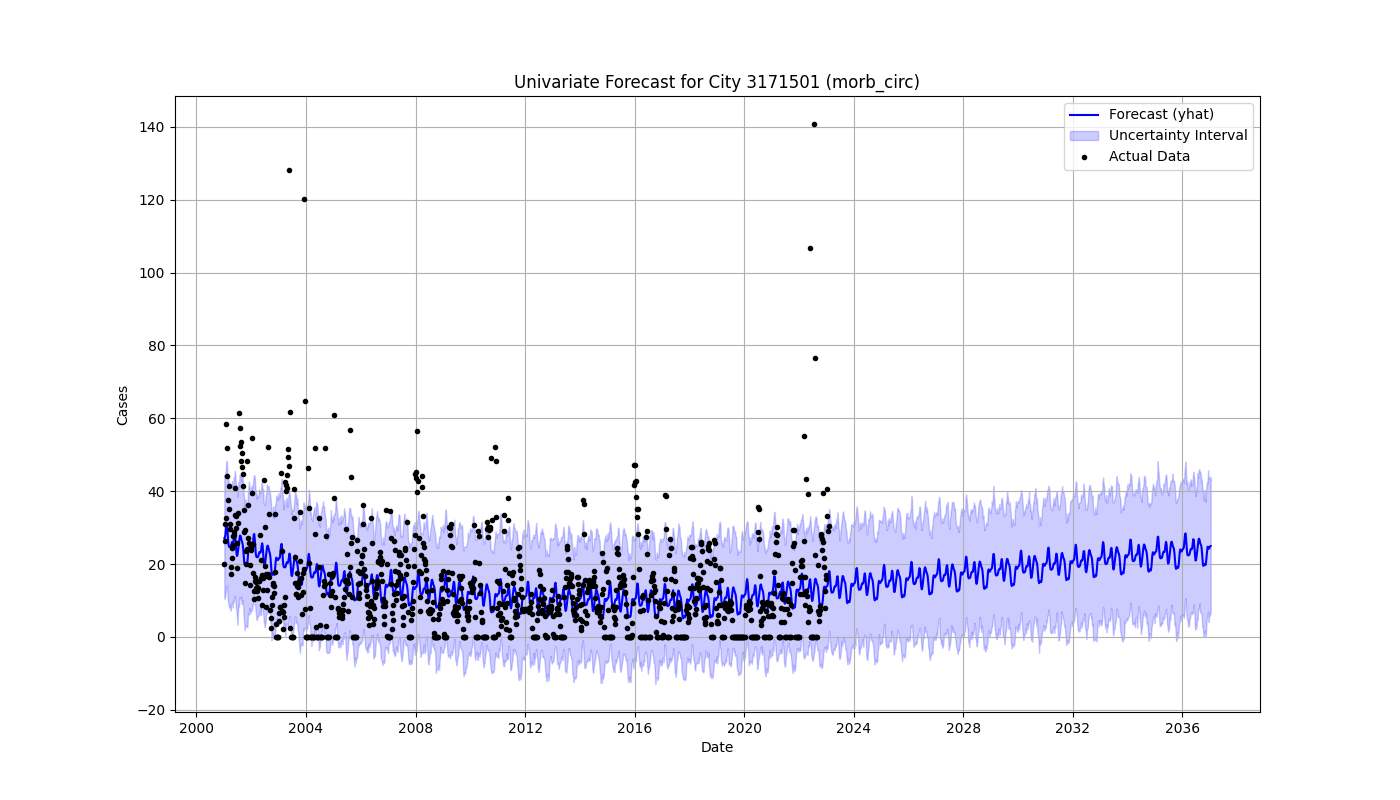 Univariate Forecast for City 3171501 (morb_circ)
Forecast (yhat)
Uncertainty Interval
Actual Data
Cases
140
120
100
80
60
40
20
0
−20
2000 2004 2008 2012 2016 2020 2024 2028 2032 2036
Date